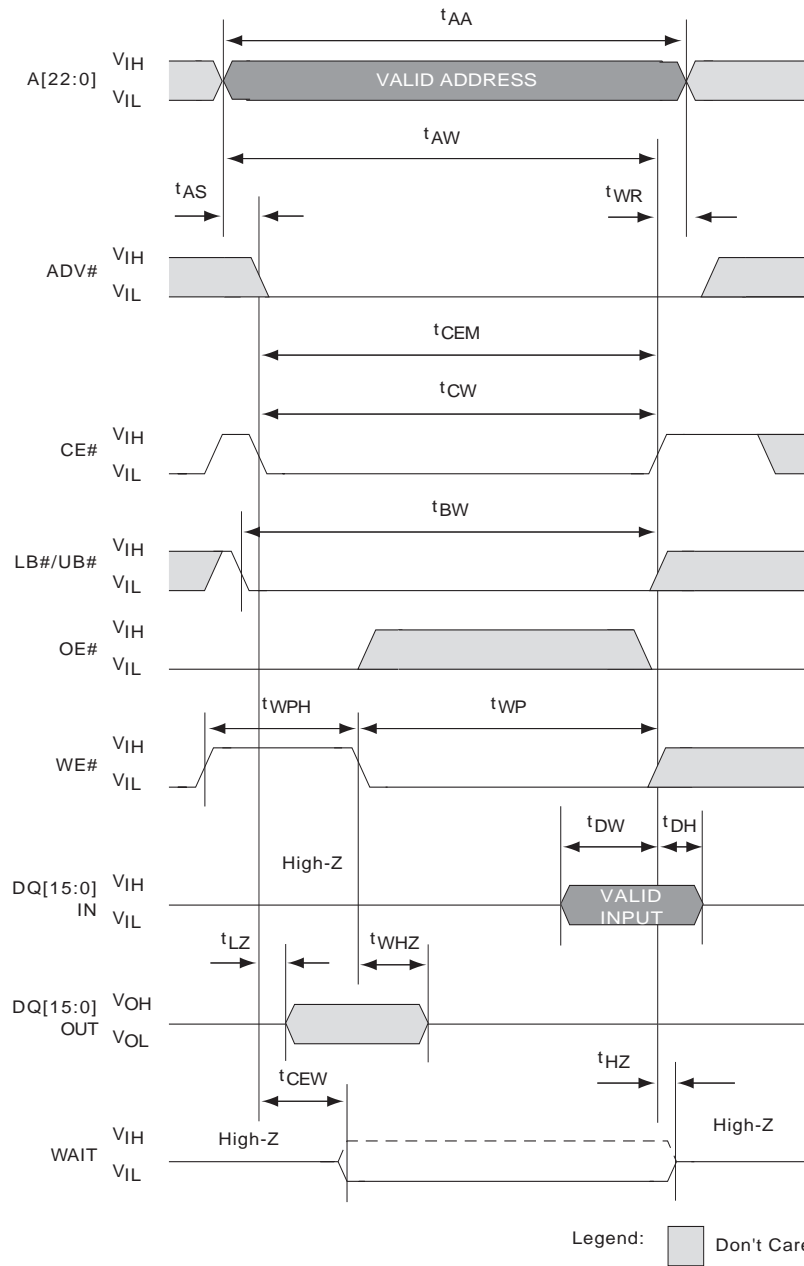 tAA
A[22:0]
VIH
VIL
VALID ADDRESS
tAW
tAS
tWR
ADV#
VIH
VIL
tCEM
tCW
CE#
VIH
VIL
tBW
LB#/UB#
VIH
VIL
OE#
VIH
VIL
tWPH
tWP
WE#
VIH
VIL
tDW
tDH
High-Z
DQ[15:0]
IN
VIH
VIL
VALID
INPUT
tLZ
tWHZ
DQ[15:0]
OUT
VOH
VOL
tCEW
tHZ
WAIT
VIH
VIL
High-Z
High-Z
Legend:
Don't Care